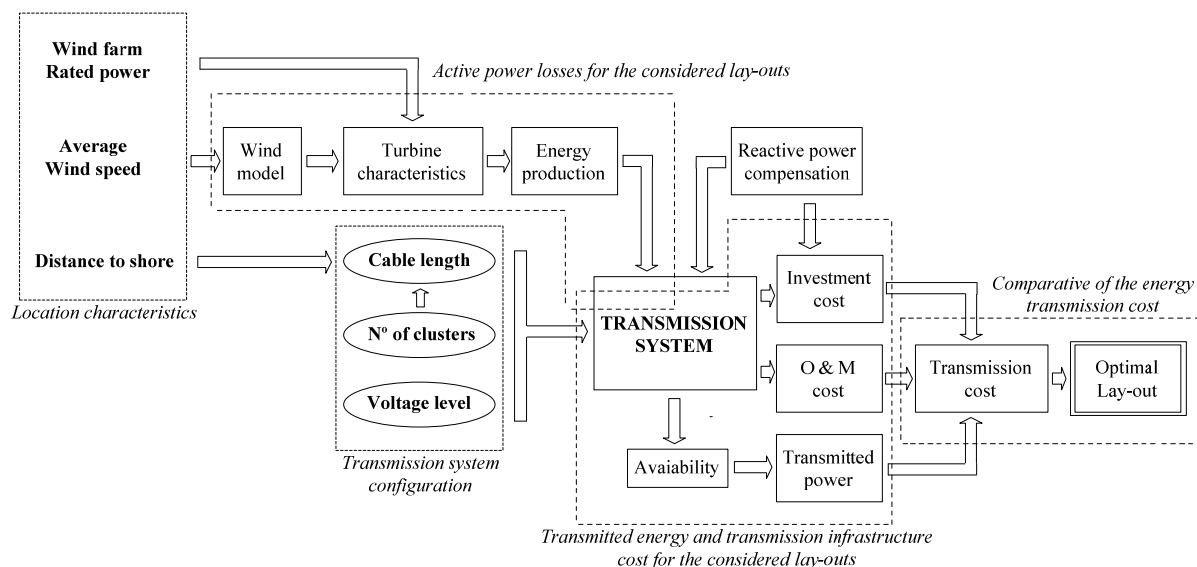 Wind farm
Rated power
Active power losses for the considered lay-outs
Average
Wind speed
Wind
model
Turbine
characteristics
Energy
production
Reactive power
compensation
Distance to shore
Location characteristics
Cable length
Nº of clusters
Voltage level
Transmission system
configuration
TRANSMISSION
SYSTEM
Investment
cost
O & M
cost
Avaiability
Transmitted
power
Comparative of the energy
transmission cost
Transmission
cost
Optimal
Lay-out
Transmitted energy and transmission infrastructure
cost for the considered lay-outs